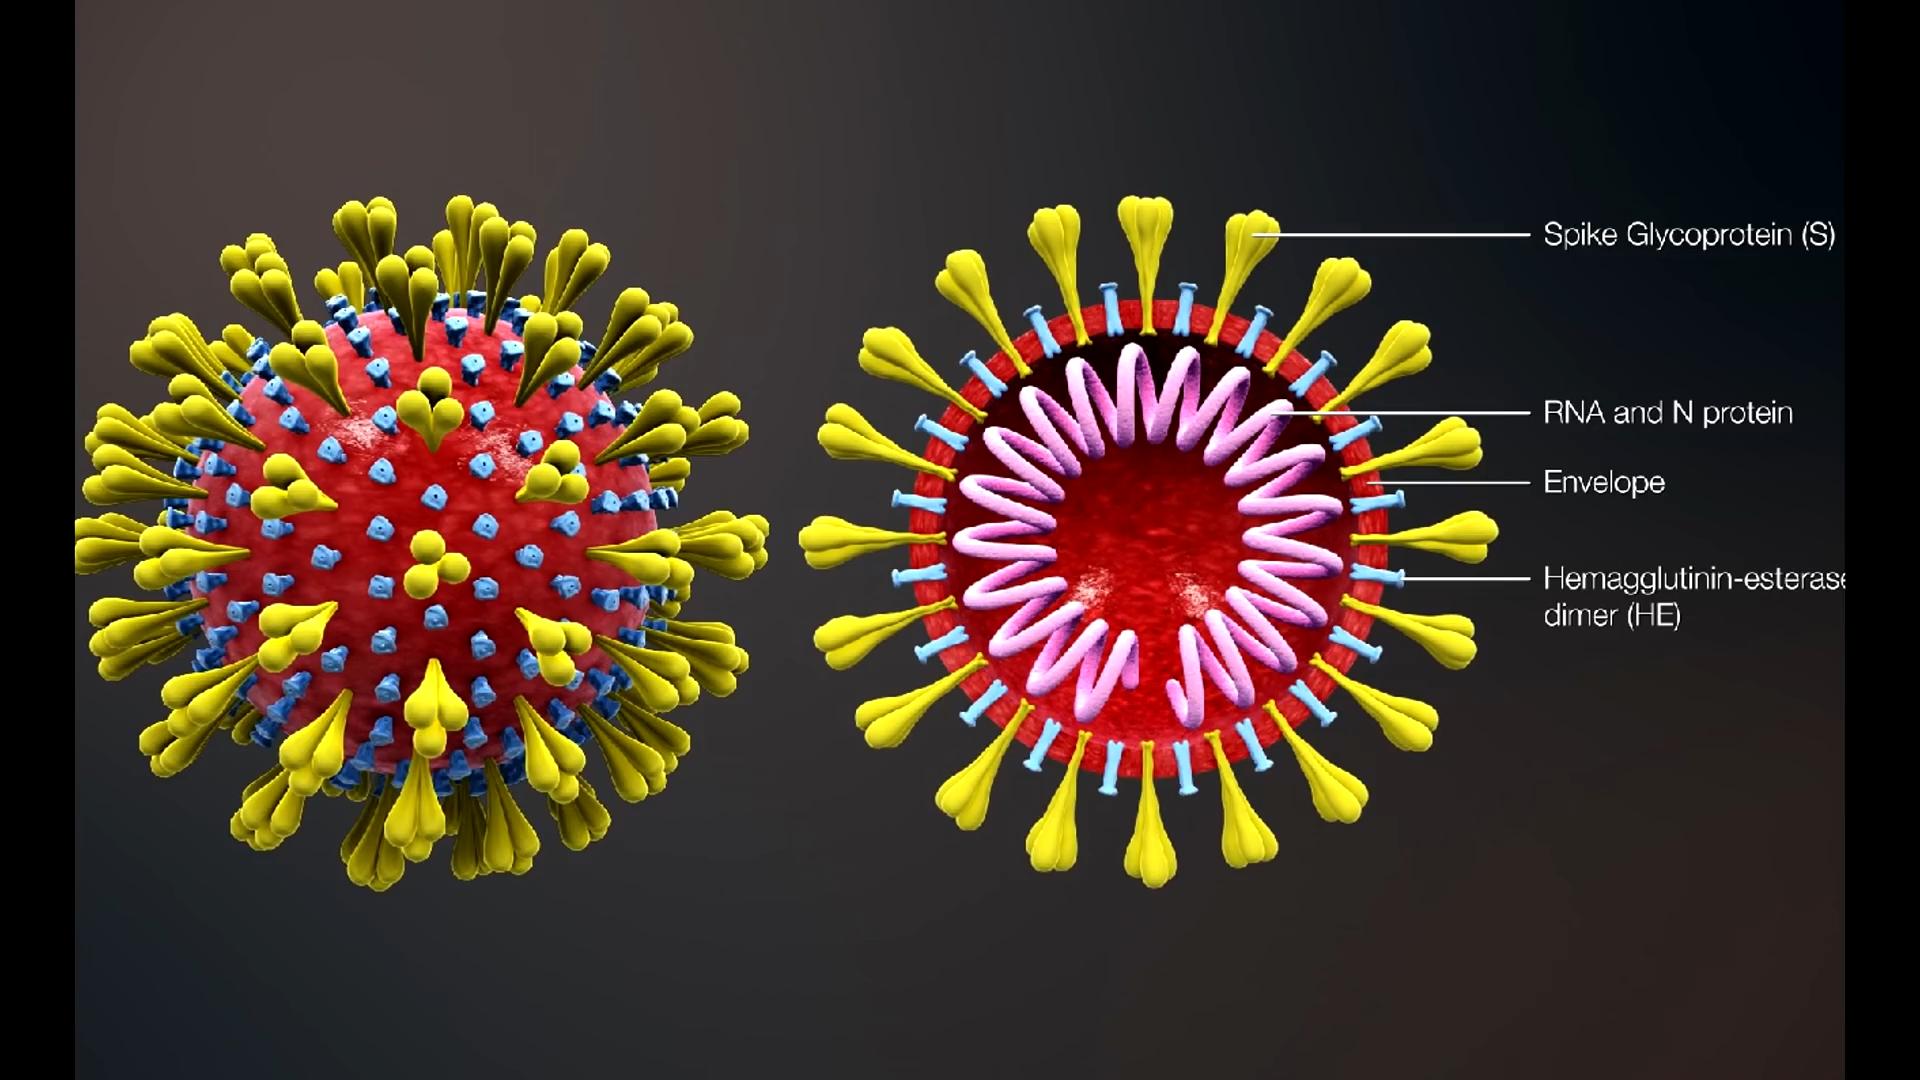 Spike Glycoprotein (S)
RNA and N protein
Envelope
Hemagglutinin-esterase
dimer (HE)